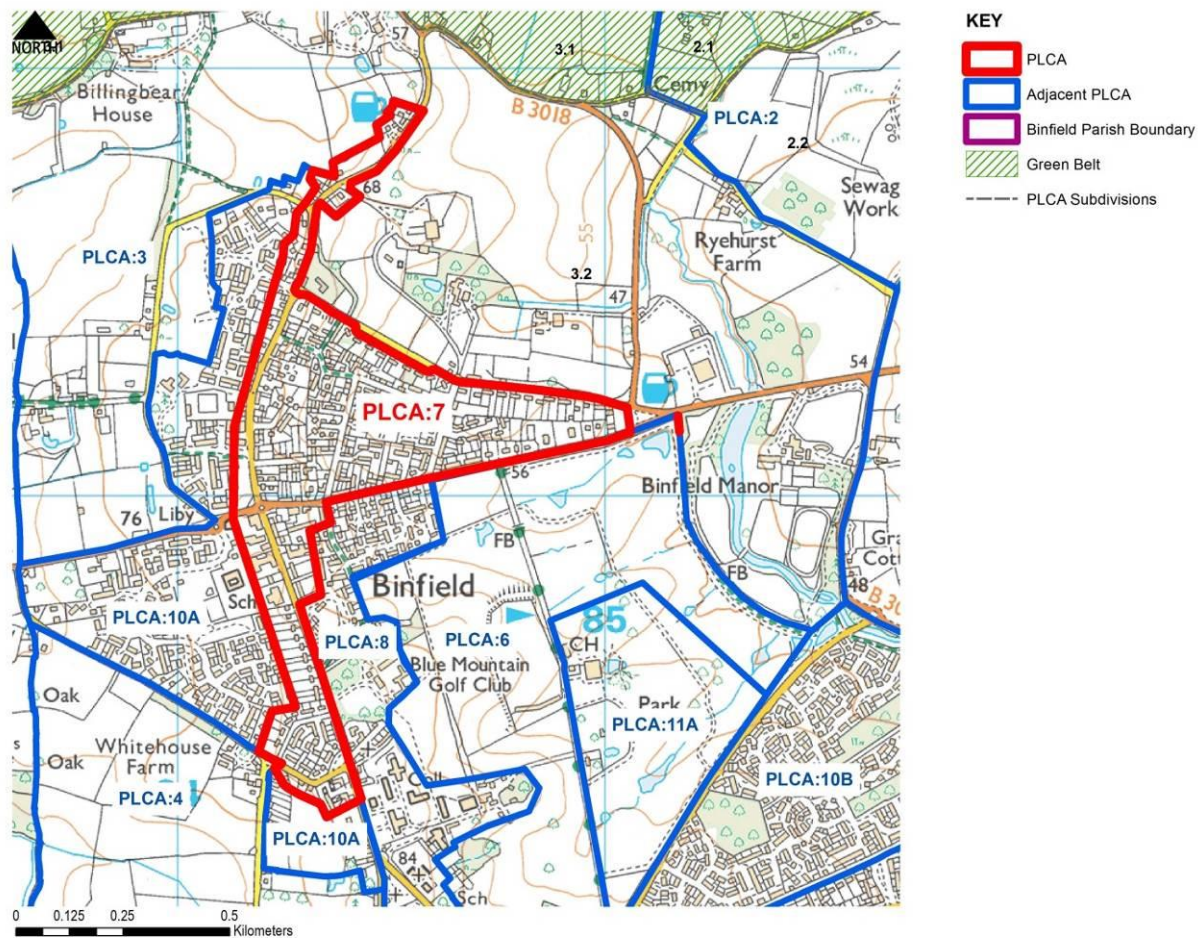 NORTH
57
3.1
2.1
Cemy
Billingbear
House
B 3018
PLCA:2
2.2
68
Sewag
Work
55
Ryehurst
Farm
PLCA:3
3.2
47
54
PLCA:7
56
Binfield Manor
76
Liby
FB
Gra
Cott
Binfield
FB
48
B 30
Sch
PLCA:10A
PLCA:8
PLCA:6
85
CH
Blue Mountain
Golf Club
Oak
Park
PLCA:11A
Whitehouse
Farm
s
Oak
PLCA:4
Coll
PLCA:10B
PLCA:10A
84
Sch
0 0.125 0.25 0.5
Kilometers
KEY
PLCA
Adjacent PLCA
Binfield Parish Boundary
Green Belt
PLCA Subdivisions